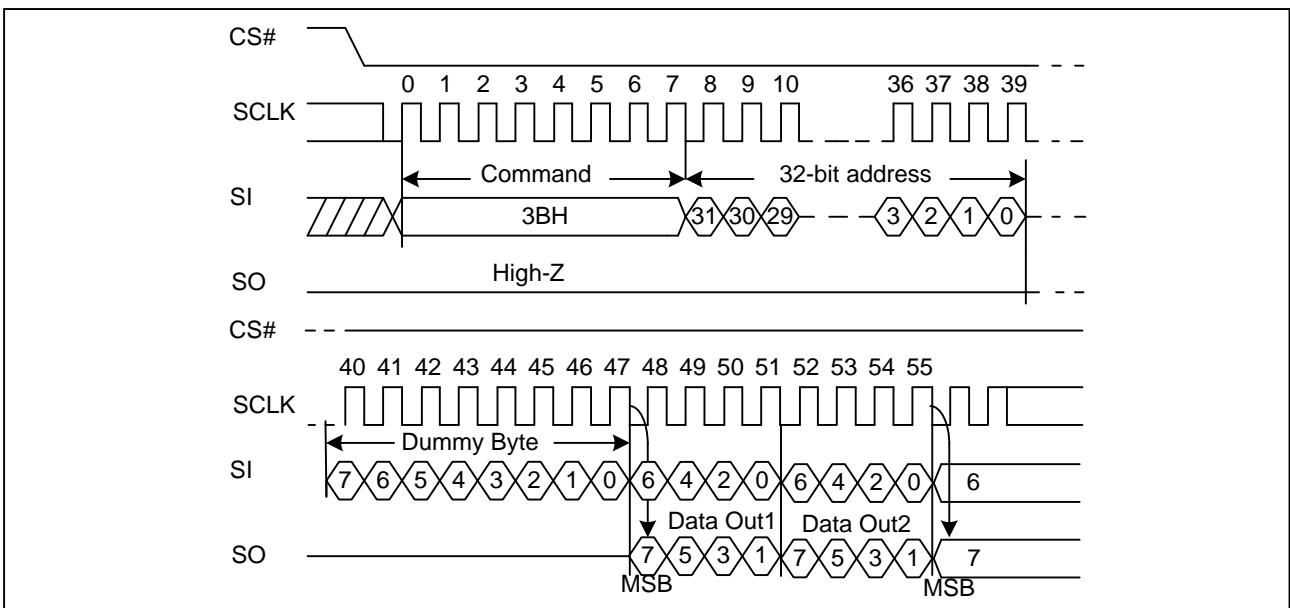 CS#
0 1 2 3 4 5 6 7 8 9 10 36 37 38 39
SCLK
Command 32-bit address
SI
3BH 31 30 29 3 2 1 0
High-Z
SO
CS#
40 41 42 43 44 45 46 47 48 49 50 51 52 53 54 55
SCLK
Dummy Byte
SI
7 6 5 4 3 2 1 0 6 4 2 0 6 4 2 0 6
Data Out1 Data Out2
SO
7 5 3 1 7 5 3 1 7
MSB MSB